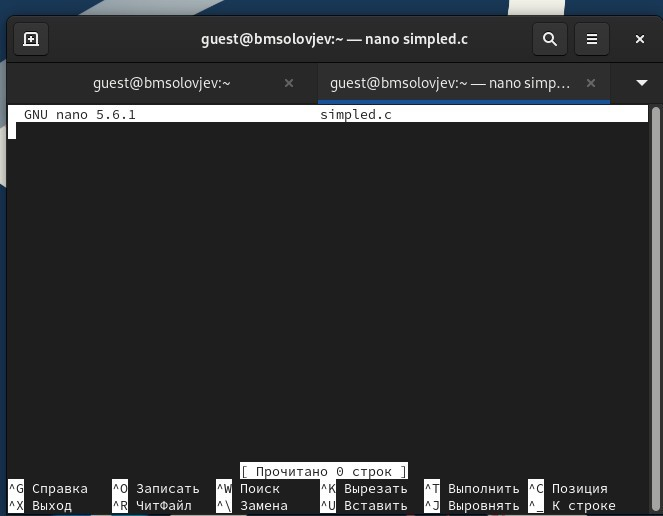 guest@bmsolovjev:~ — nano simpled.c
guest@bmsolovjev:~
guest@bmsolovjev:~ — nano simp…
GNU nano 5.6.1 simpled.c
[ Прочитано 0 строк ]
^G Справка ^O Записать ^W Поиск ^K Вырезать ^T Выполнить ^C Позиция
^X Выход ^R ЧитФайл ^\ Замена ^U Вставить ^J Выровнять ^_ К строке